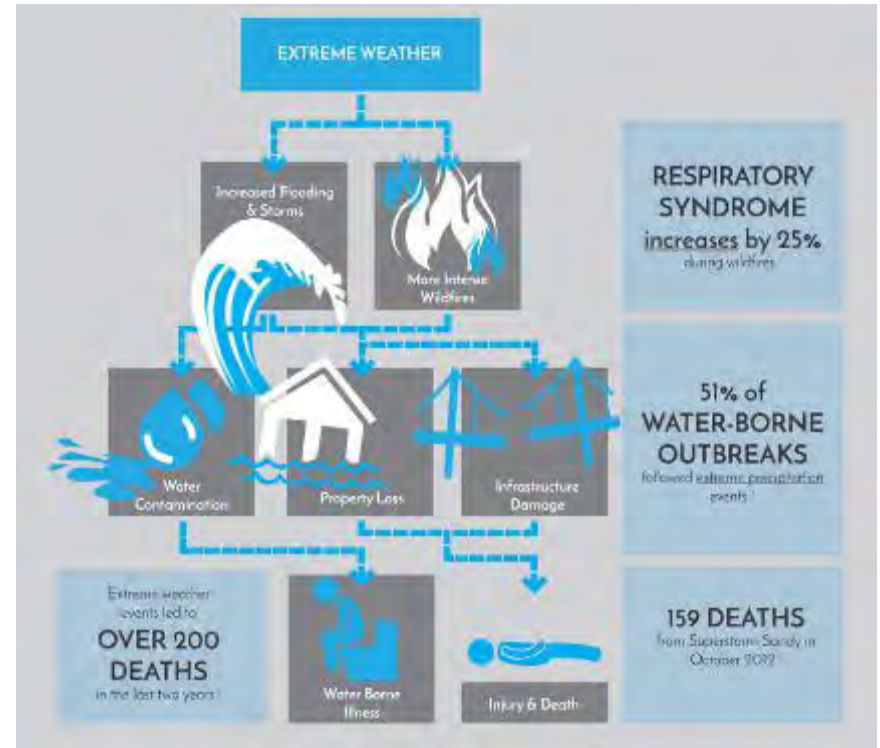 EXTREME WEATHER
Increased Flooding
& Storms
More Intense
Wildfires
RESPIRATORY
SYNDROME
increases by 25%
during wildfires
Water
Contamination
Property Loss
Infrastructure
Damage
51% of
WATER-BORNE
OUTBREAKS
followed extreme precipitation
events
Extreme weather
events led to
OVER 200
DEATHS
in the last two years
Water Borne
Illness
Injury & Death
159 DEATHS
from Superstorm Sandy in
October 2012